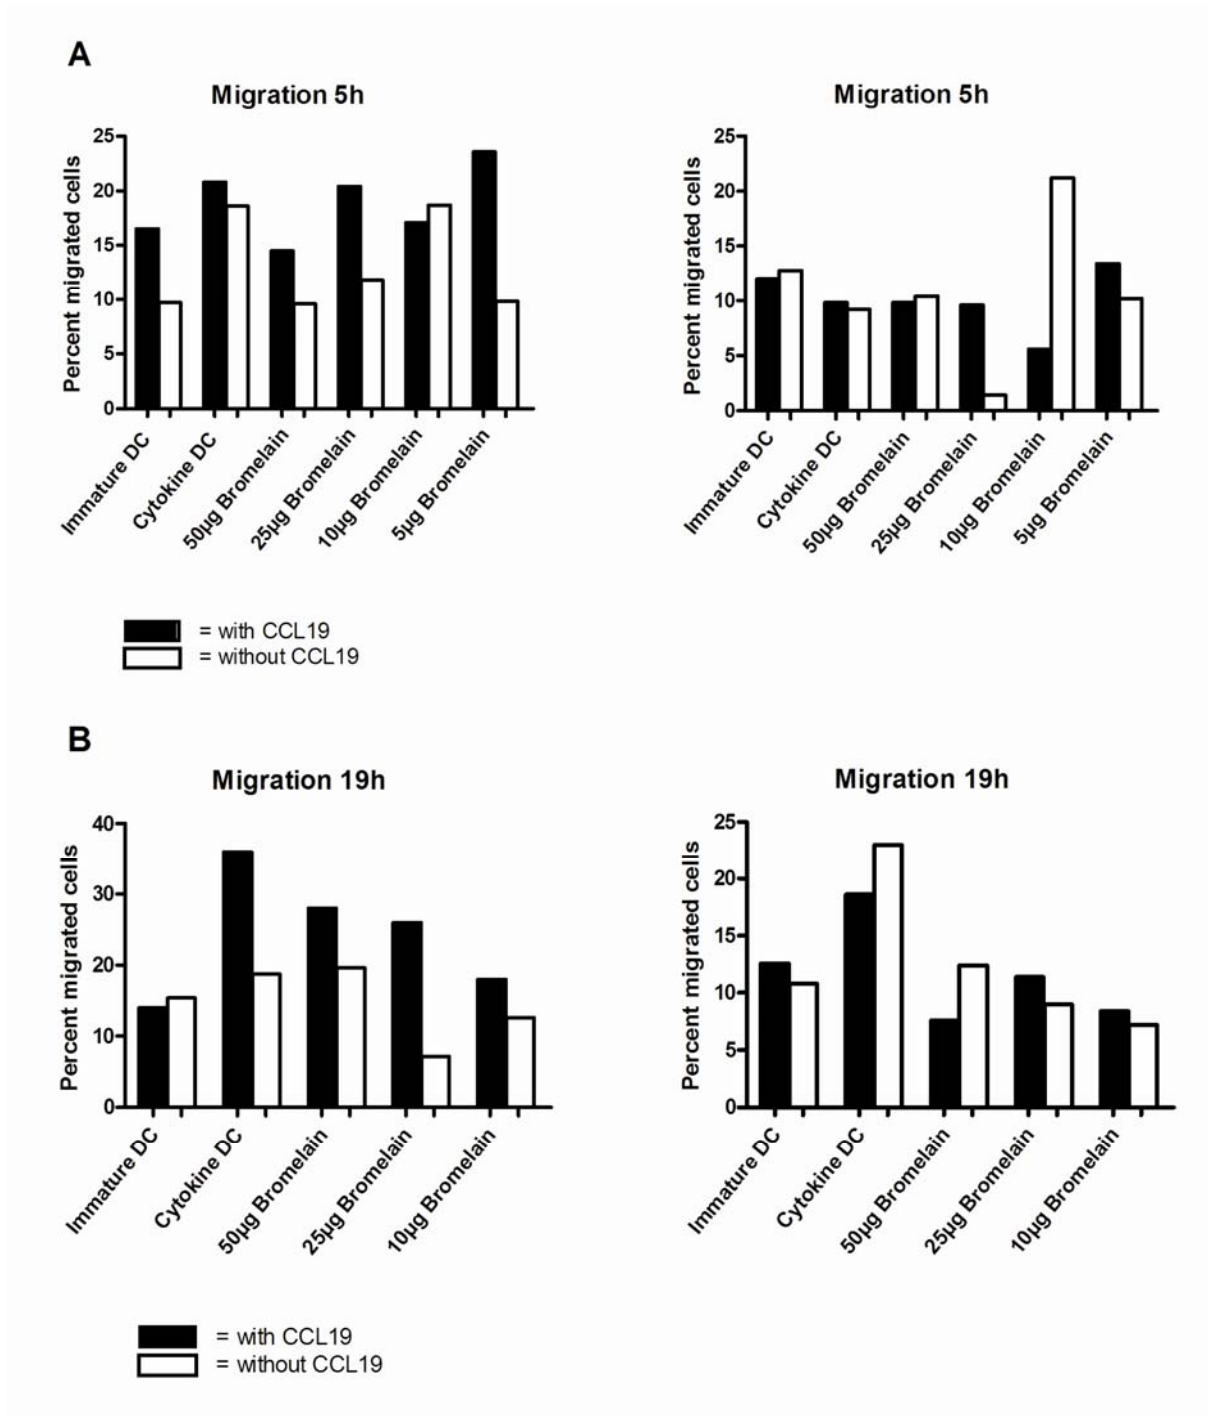 A
Migration 5h
Percent migrated cells
25
20
15
10
5
0
Immature DC
Cytokine DC
50µg Bromelain
25µg Bromelain
10µg Bromelain
5µg Bromelain
Migration 5h
Percent migrated cells
25
20
15
10
5
0
Immature DC
Cytokine DC
50µg Bromelain
25µg Bromelain
10µg Bromelain
5µg Bromelain
= with CCL19
= without CCL19
B
Migration 19h
Percent migrated cells
40
30
20
10
0
Immature DC
Cytokine DC
50µg Bromelain
25µg Bromelain
10µg Bromelain
Migration 19h
Percent migrated cells
25
20
15
10
5
0
Immature DC
Cytokine DC
50µg Bromelain
25µg Bromelain
10µg Bromelain
= with CCL19
= without CCL19